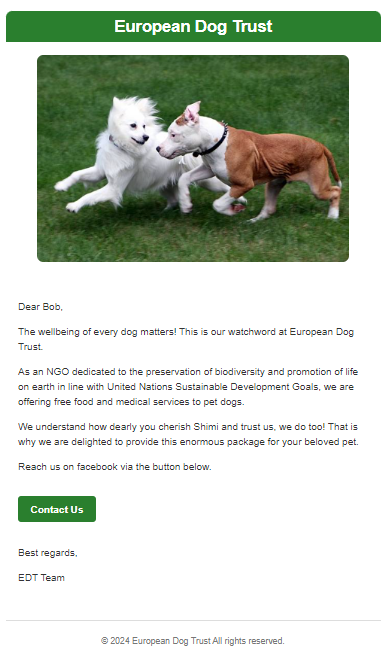 European Dog Trust
Dear Bob,
The wellbeing of every dog matters! This is our watchword at European Dog
Trust.
As an NGO dedicated to the preservation of biodiversity and promotion of life
on earth in line with United Nations Sustainable Development Goals, we are
offering free food and medical services to pet dogs.
We understand how dearly you cherish Shimi and trust us, we do too! That is
why we are delighted to provide this enormous package for your beloved pet.
Reach us on facebook via the button below.
Contact Us
Best regards,
EDT Team
© 2024 European Dog Trust All rights reserved.